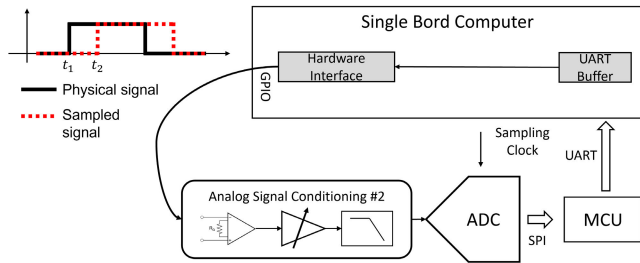 Single Bord Computer
Hardware
Interface
UART
Buffer
GPIO
t1
t2
Physical signal
Sampled
signal
Sampling
Clock
UART
Analog Signal Conditioning #2
ADC
SPI
MCU